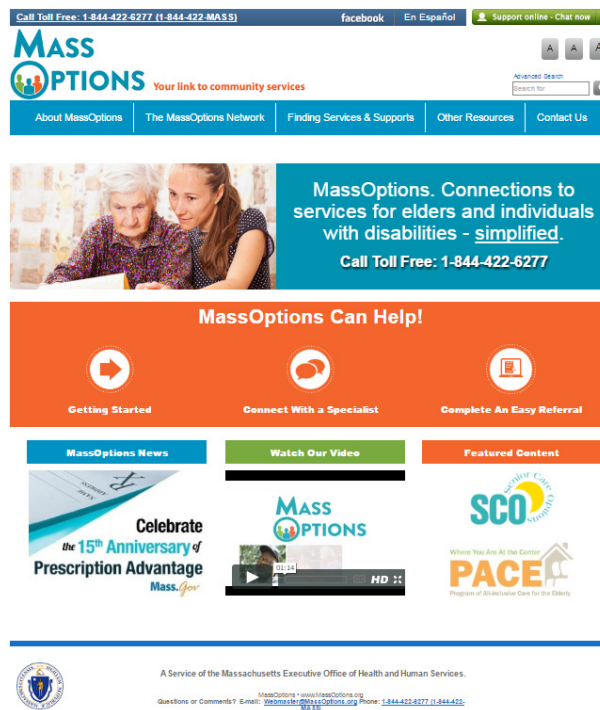 Call Toll Free: 1-844-422-6277 (1-844-422-MASS)
facebook
En Español
Support online - Chat now
MASS
OPTIONS
Your link to community services
A A A
Advanced Search
Search for
About MassOptions
The MassOptions Network
Finding Services & Supports
Other Resources
Contact Us
MassOptions. Connections to
services for elders and individuals
with disabilities - simplified.
Call Toll Free: 1-844-422-6277
MassOptions Can Help!
Getting Started
Connect With a Specialist
Complete An Easy Referral
MassOptions News
Watch Our Video
Featured Content
Celebrate
the 15th Anniversary of
Prescription Advantage
Mass.Gov
MASS
OPTIONS
01:14
HD
Senior Care Options
SCO
Where You Are At the Center
PACE
Program of All-inclusive Care for the Elderly
A Service of the Massachusetts Executive Office of Health and Human Services.
MassOptions • www.MassOptions.org
Questions or Comments? E-mail: Webmaster@MassOptions.org Phone: 1-844-422-6277 (1-844-422-
MASS)